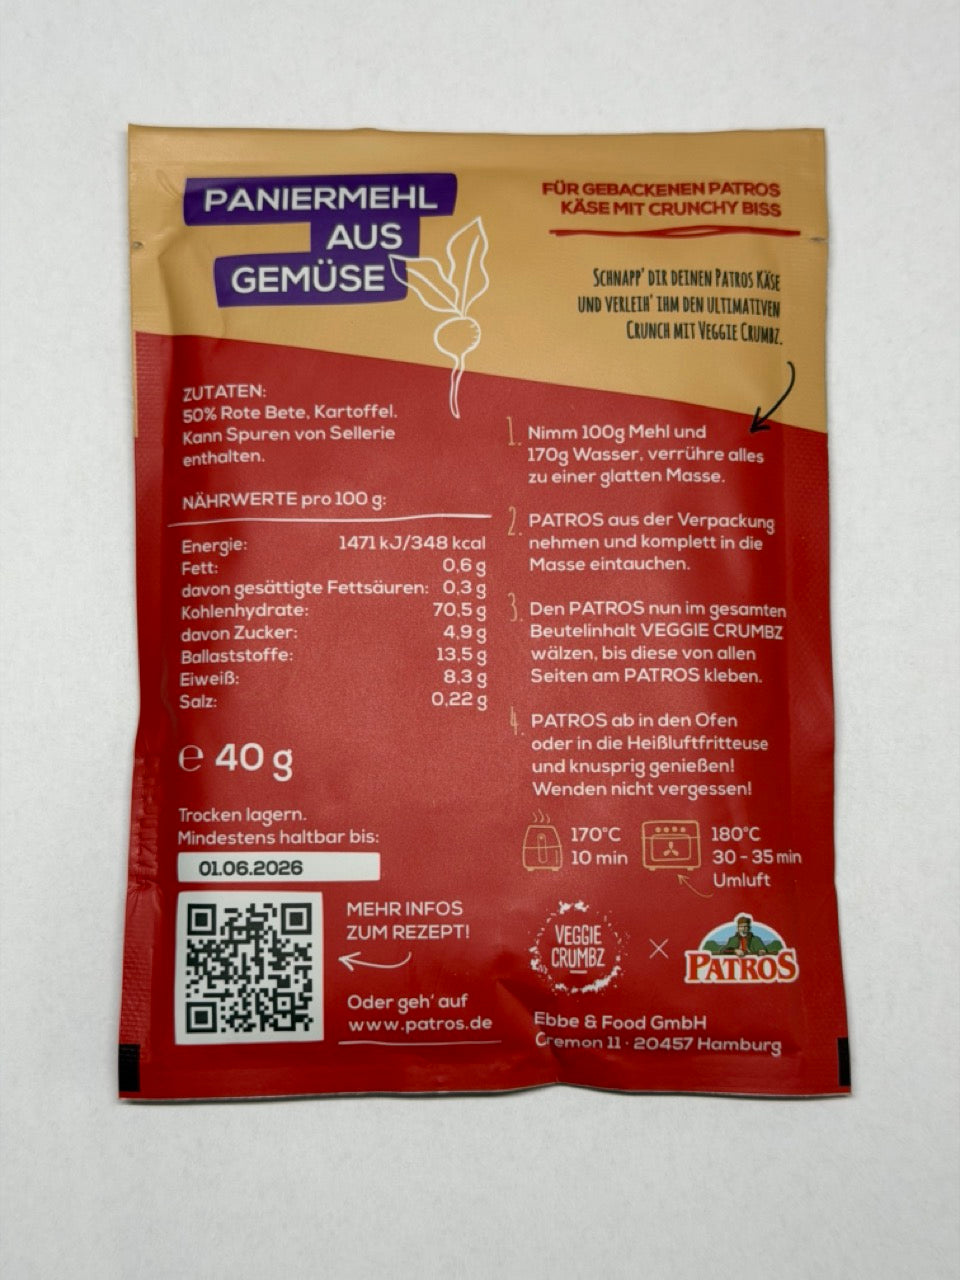 PANIERMEHL
AUS
GEMÜSE
FÜR GEBACKENEN PATROS
KÄSE MIT CRUNCHY BISS
SCHNAPP' DIR DEINEN PATROS KÄSE
UND VERLEIH' IHM DEN ULTIMATIVEN
CRUNCH MIT VEGGIE CRUMBZ.
ZUTATEN:
50% Rote Bete, Kartoffel.
Kann Spuren von Sellerie
enthalten.
NÄHRWERTE pro 100 g:
Energie: 1471 kJ/348 kcal
Fett: 0,6 g
davon gesättigte Fettsäuren: 0,3 g
Kohlenhydrate: 70,5 g
davon Zucker: 4,9 g
Ballaststoffe: 13,5 g
Eiweiß: 8,3 g
Salz: 0,22 g
℮ 40 g
Trocken lagern.
Mindestens haltbar bis:
01.06.2026
MEHR INFOS
ZUM REZEPT!
Oder geh' auf
www.patros.de
1. Nimm 100g Mehl und
170g Wasser, verrühre alles
zu einer glatten Masse.
2. PATROS aus der Verpackung
nehmen und komplett in die
Masse eintauchen.
3. Den PATROS nun im gesamten
Beutelinhalt VEGGIE CRUMBZ
wälzen, bis diese von allen
Seiten am PATROS kleben.
4. PATROS ab in den Ofen
oder in die Heißluftfritteuse
und knusprig genießen!
Wenden nicht vergessen!
170°C
10 min
180°C
30 - 35 min
Umluft
VEGGIE
CRUMBZ
×
PATROS
Ebbe & Food GmbH
Cremon 11 · 20457 Hamburg